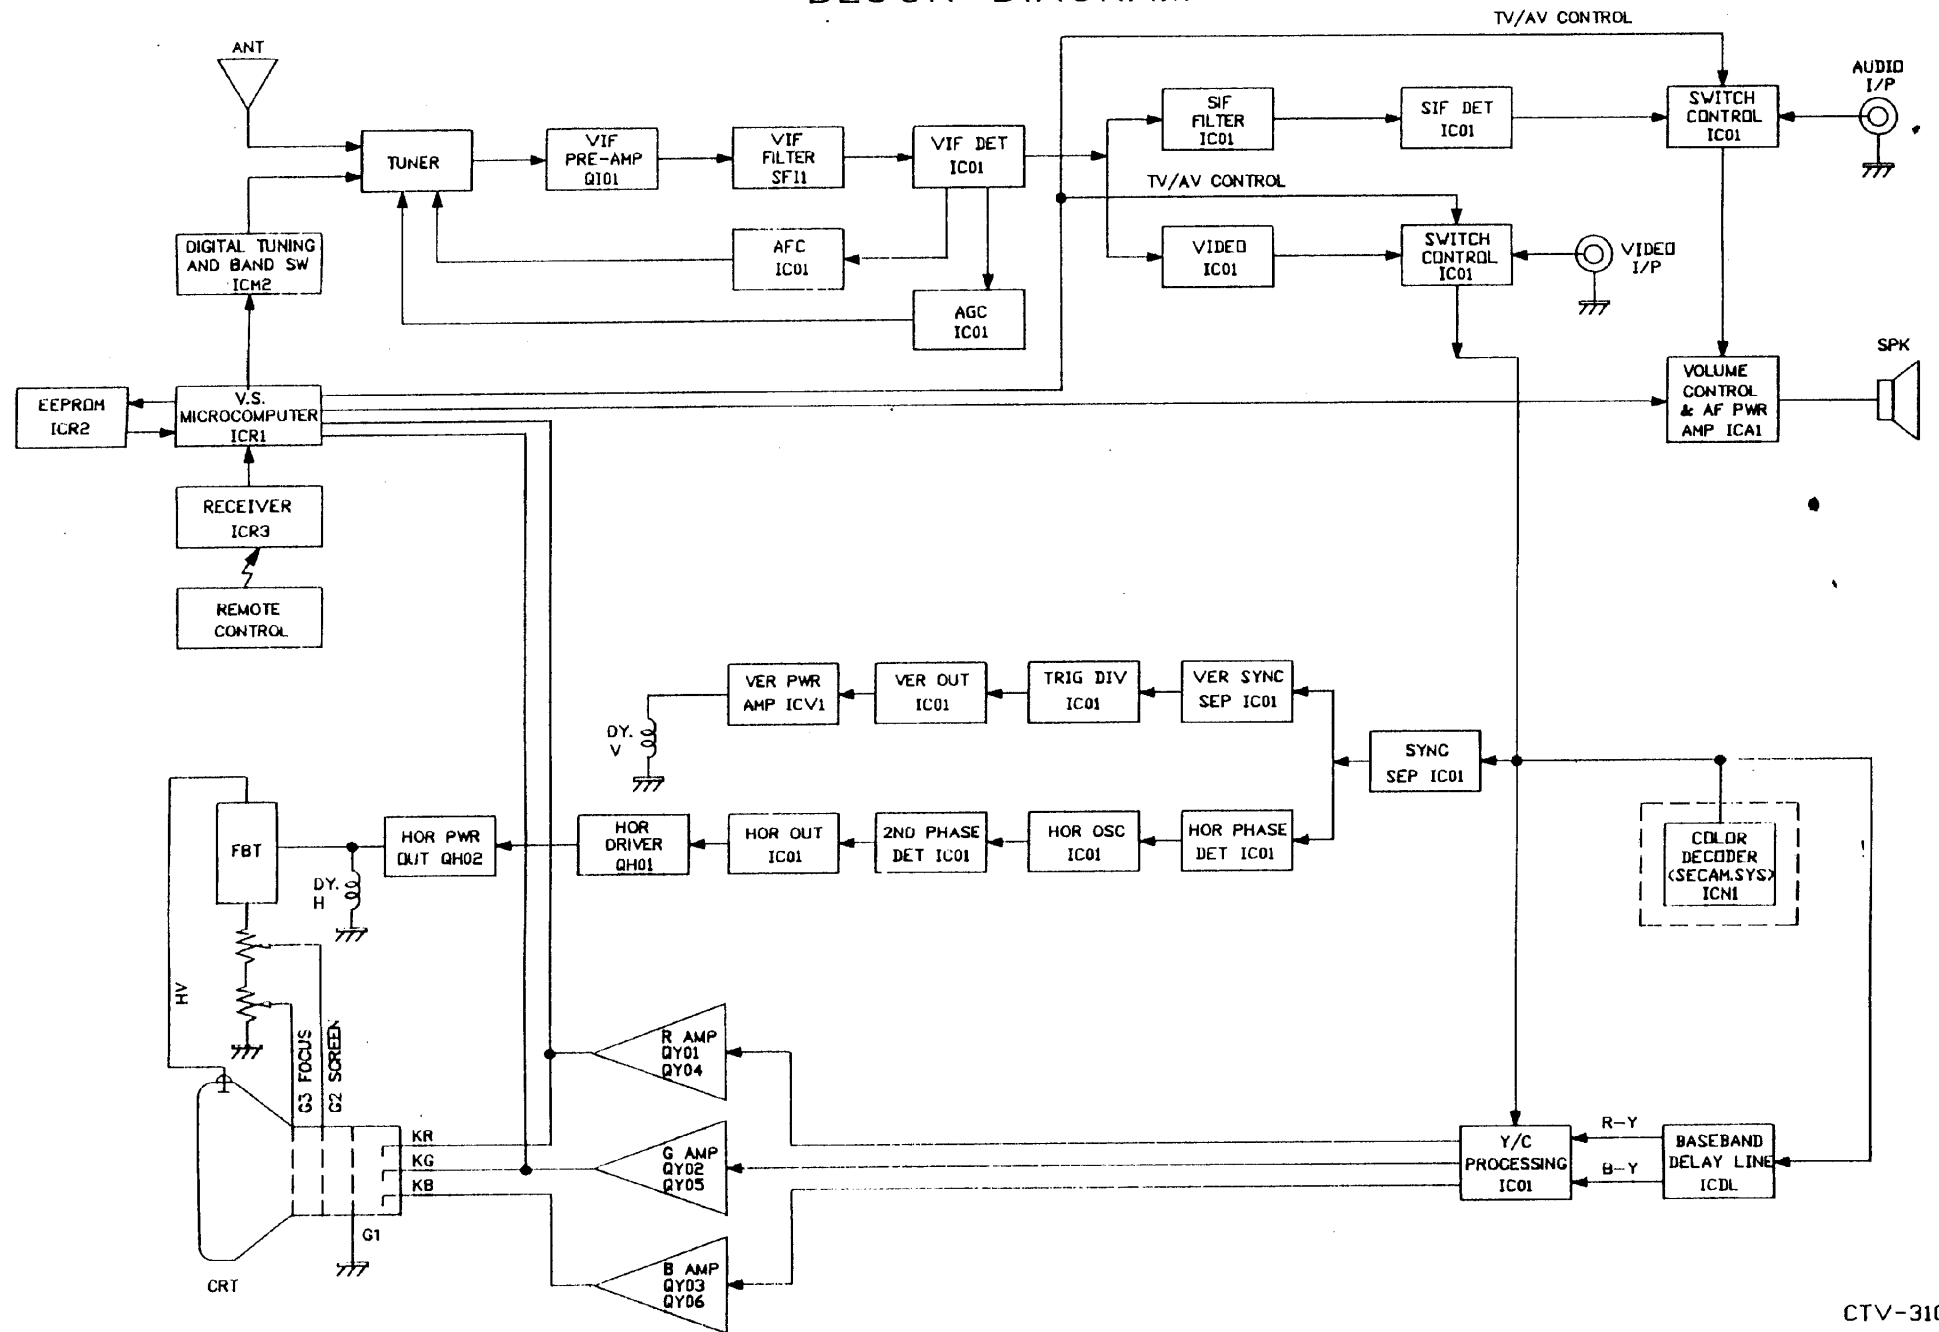 TV/AV CONTROL
ANT
AUDIO
I/P
TUNER
VIF
PRE-AMP
QI01
VIF
FILTER
SFI1
VIF DET
IC01
SIF
FILTER
IC01
SIF DET
IC01
SWITCH
CONTROL
IC01
TV/AV CONTROL
DIGITAL TUNING
AND BAND SW
ICM2
AFC
IC01
VIDEO
IC01
SWITCH
CONTROL
IC01
VIDEO
I/P
AGC
IC01
EEPROM
ICR2
V.S.
MICROCOMPUTER
ICR1
VOLUME
CONTROL
& AF PWR
AMP ICA1
SPK
RECEIVER
ICR3
REMOTE
CONTROL
VER PWR
AMP ICV1
VER OUT
IC01
TRIG DIV
IC01
VER SYNC
SEP IC01
DY.
V
SYNC
SEP IC01
FBT
HOR PWR
OUT QH02
HOR
DRIVER
QH01
HOR OUT
IC01
2ND PHASE
DET IC01
HOR OSC
IC01
HOR PHASE
DET IC01
COLOR
DECODER
(SECAM.SYS)
ICN1
DY.
H
HV
G3 FOCUS
G2 SCREEN
R AMP
QY01
QY04
KR
KG
KB
G AMP
QY02
QY05
Y/C
PROCESSING
IC01
R-Y
B-Y
BASEBAND
DELAY LINE
ICDL
G1
CRT
B AMP
QY03
QY06